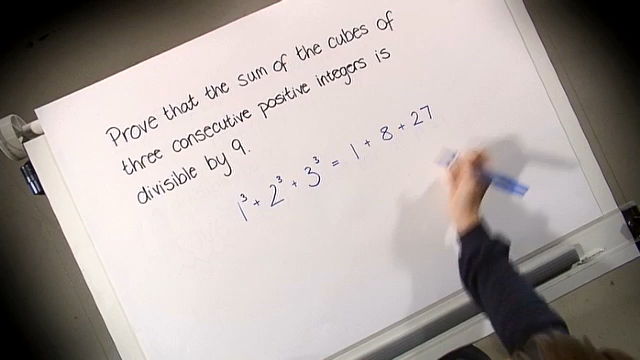 Prove that the sum of the cubes of
three consecutive positive integers is
divisible by 9.
1³ + 2³ + 3³ = 1 + 8 + 27